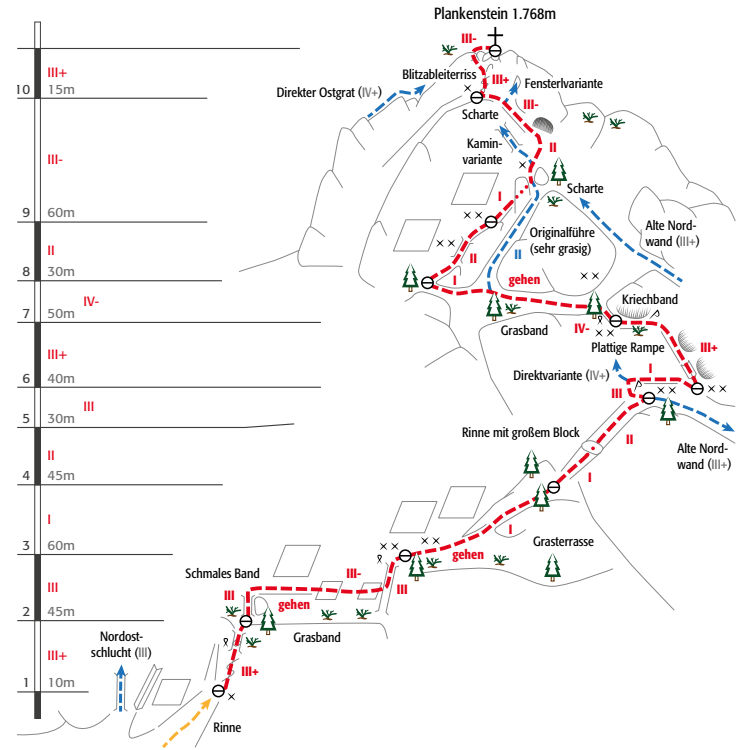 Plankenstein 1.768m
III-
III+
10 15m
Blitzableiterriss
III+
Fensterlvariante
Direkter Ostgrat (IV+)
III-
Scharte
Kamin-
variante
II
III-
I
Scharte
9 60m
Originalführe
(sehr grasig)
Alte Nord-
wand (III+)
II
II
II
I
gehen
8 30m
IV-
Kriechband
Grasband
IV-
7 50m
Plattige Rampe
III+
III+
I
Direktvariante (IV+)
6 40m
III
III
5 30m
Rinne mit großem Block
II
Alte Nord-
wand (III+)
II
I
4 45m
I
I
Grasterrasse
3 60m
gehen
III-
Schmales Band
III
III
III
gehen
2 45m
Grasband
Nordost-
schlucht (III)
III+
III+
1 10m
Rinne